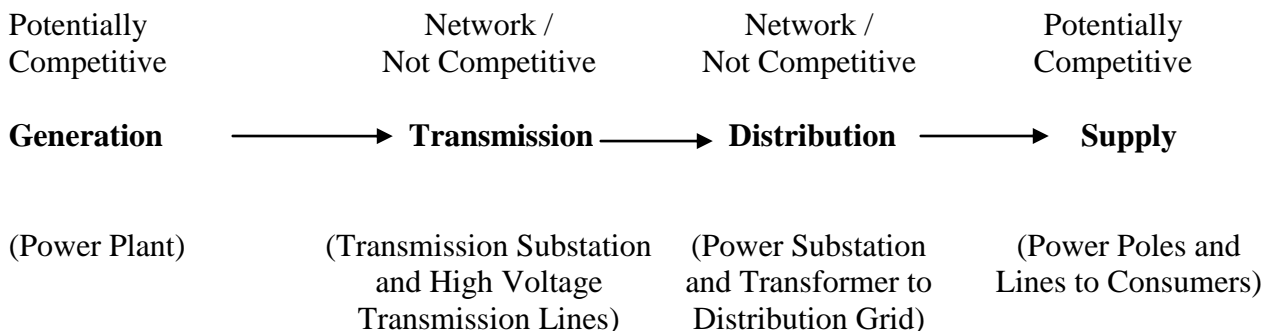 Potentially Competitive
Network / Not Competitive
Network / Not Competitive
Potentially Competitive
Generation
Transmission
Distribution
Supply
(Power Plant)
(Transmission Substation and High Voltage Transmission Lines)
(Power Substation and Transformer to Distribution Grid)
(Power Poles and Lines to Consumers)